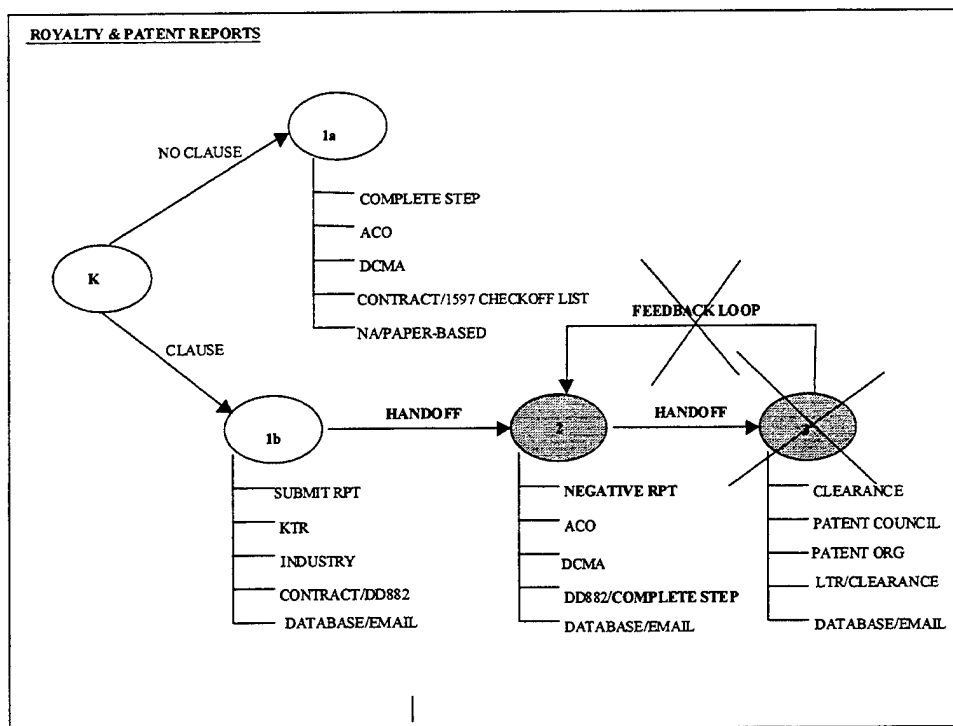 ROYALTY & PATENT REPORTS
1a
NO CLAUSE
COMPLETE STEP
ACO
DCMA
CONTRACT/1597 CHECKOFF LIST
NA/PAPER-BASED
K
CLAUSE
FEEDBACK LOOP
1b
HANDOFF
2
HANDOFF
3
SUBMIT RPT
KTR
INDUSTRY
CONTRACT/DD882
DATABASE/EMAIL
NEGATIVE RPT
ACO
DCMA
DD882/COMPLETE STEP
DATABASE/EMAIL
CLEARANCE
PATENT COUNCIL
PATENT ORG
LTR/CLEARANCE
DATABASE/EMAIL